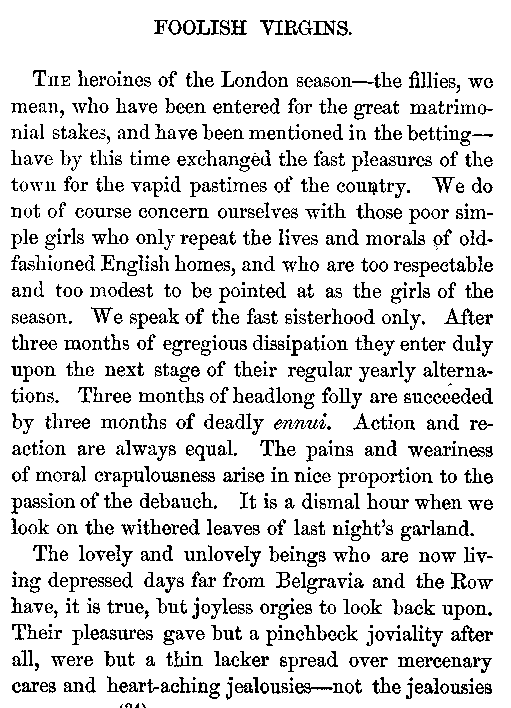 FOOLISH VIRGINS.
THE heroines of the London season—the fillies, we
mean, who have been entered for the great matrimo-
nial stakes, and have been mentioned in the betting—
have by this time exchanged the fast pleasures of the
town for the vapid pastimes of the country. We do
not of course concern ourselves with those poor sim-
ple girls who only repeat the lives and morals of old-
fashioned English homes, and who are too respectable
and too modest to be pointed at as the girls of the
season. We speak of the fast sisterhood only. After
three months of egregious dissipation they enter duly
upon the next stage of their regular yearly alterna-
tions. Three months of headlong folly are succeeded
by three months of deadly ennui. Action and re-
action are always equal. The pains and weariness
of moral crapulousness arise in nice proportion to the
passion of the debauch. It is a dismal hour when we
look on the withered leaves of last night's garland.
The lovely and unlovely beings who are now liv-
ing depressed days far from Belgravia and the Row
have, it is true, but joyless orgies to look back upon.
Their pleasures gave but a pinchbeck joviality after
all, were but a thin lacker spread over mercenary
cares and heart-aching jealousies—not the jealousies